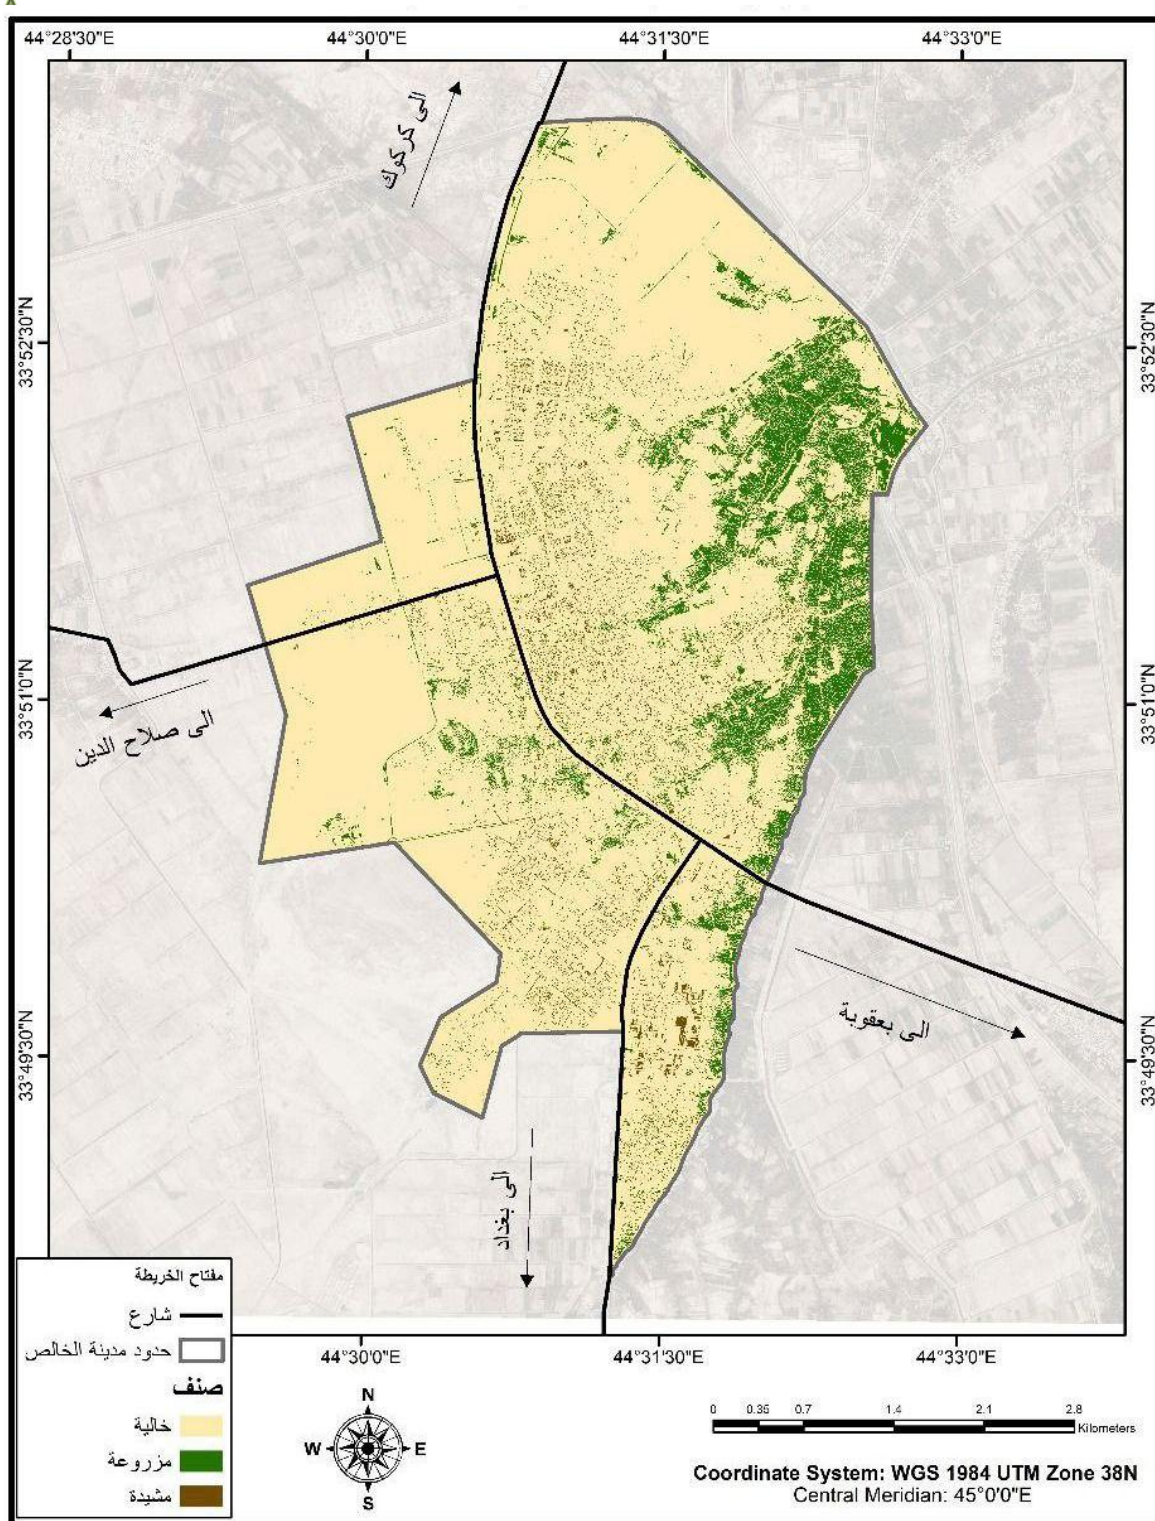 44°28'30"E 44°30'0"E 44°31'30"E 44°33'0"E
الى كركوك
33°52'30"N
33°52'30"N
33°51'0"N
33°51'0"N
الى صلاح الدين
الى بعقوبة
33°49'30"N
33°49'30"N
الى بغداد
مفتاح الخريطة
شارع
حدود مدينة الخالص
صنف
خالية
مزروعة
مشيدة
44°30'0"E 44°31'30"E 44°33'0"E
N
W E
S
0 0.35 0.7 1.4 2.1 2.8
Kilometers
Coordinate System: WGS 1984 UTM Zone 38N
Central Meridian: 45°0'0"E